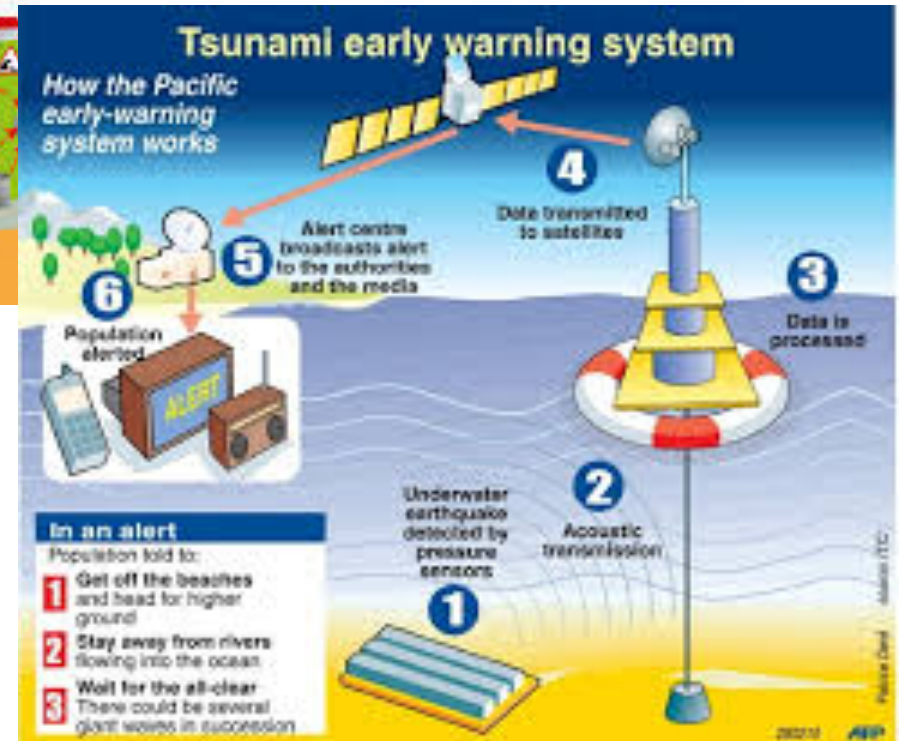 Tsunami early warning system
How the Pacific
early-warning
system works
4
Data transmitted
to satellites
5
Alert centre
broadcasts alert
to the authorities
and the media
3
Data is
processed
6
Population
alerted
ALERT
2
Acoustic
transmission
Underwater
earthquake
detected by
pressure
sensors
1
In an alert
Population told to:
1 Get off the beaches
and head for higher
ground
2 Stay away from rivers
flowing into the ocean
3 Wait for the all-clear
There could be several
giant waves in succession
AFP